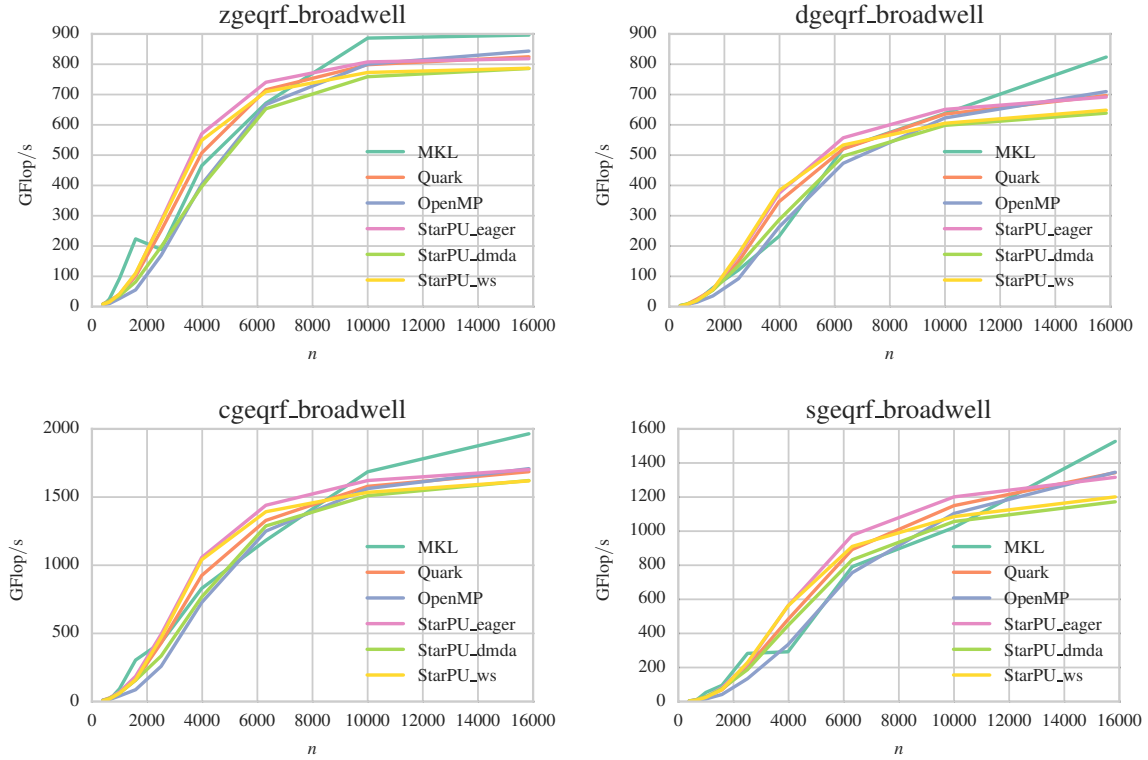 zgeqrf_broadwell
900
800
700
600
500
400
300
200
100
0
GFlop/s
MKL
Quark
OpenMP
StarPU_eager
StarPU_dmda
StarPU_ws
0 2000 4000 6000 8000 10000 12000 14000 16000
n
dgeqrf_broadwell
900
800
700
600
500
400
300
200
100
0
GFlop/s
MKL
Quark
OpenMP
StarPU_eager
StarPU_dmda
StarPU_ws
0 2000 4000 6000 8000 10000 12000 14000 16000
n
cgeqrf_broadwell
2000
1500
1000
500
0
GFlop/s
MKL
Quark
OpenMP
StarPU_eager
StarPU_dmda
StarPU_ws
0 2000 4000 6000 8000 10000 12000 14000 16000
n
sgeqrf_broadwell
1600
1400
1200
1000
800
600
400
200
0
GFlop/s
MKL
Quark
OpenMP
StarPU_eager
StarPU_dmda
StarPU_ws
0 2000 4000 6000 8000 10000 12000 14000 16000
n